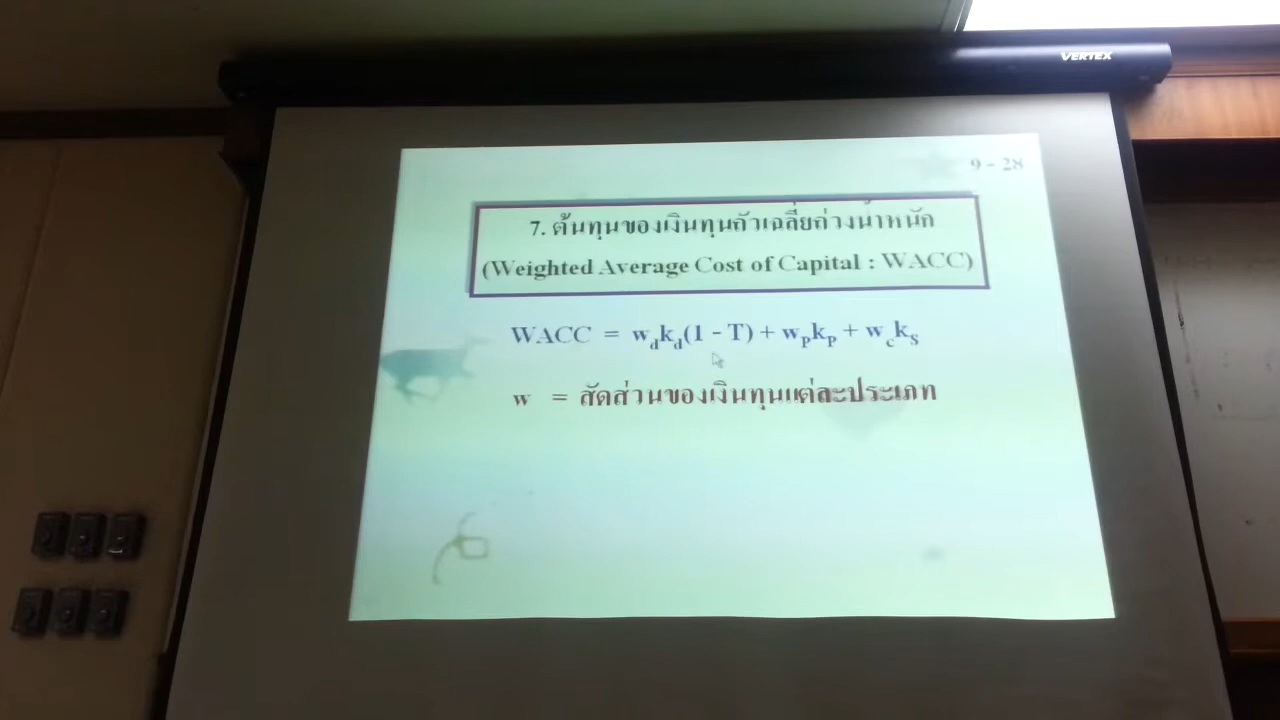 VERTEX
9 - 28
7. ต้นทุนของเงินทุนถัวเฉลี่ยถ่วงน้ำหนัก
(Weighted Average Cost of Capital : WACC)
WACC = wdkd(1 - T) + wPkP + wckS
w = สัดส่วนของเงินทุนแต่ละประเภท